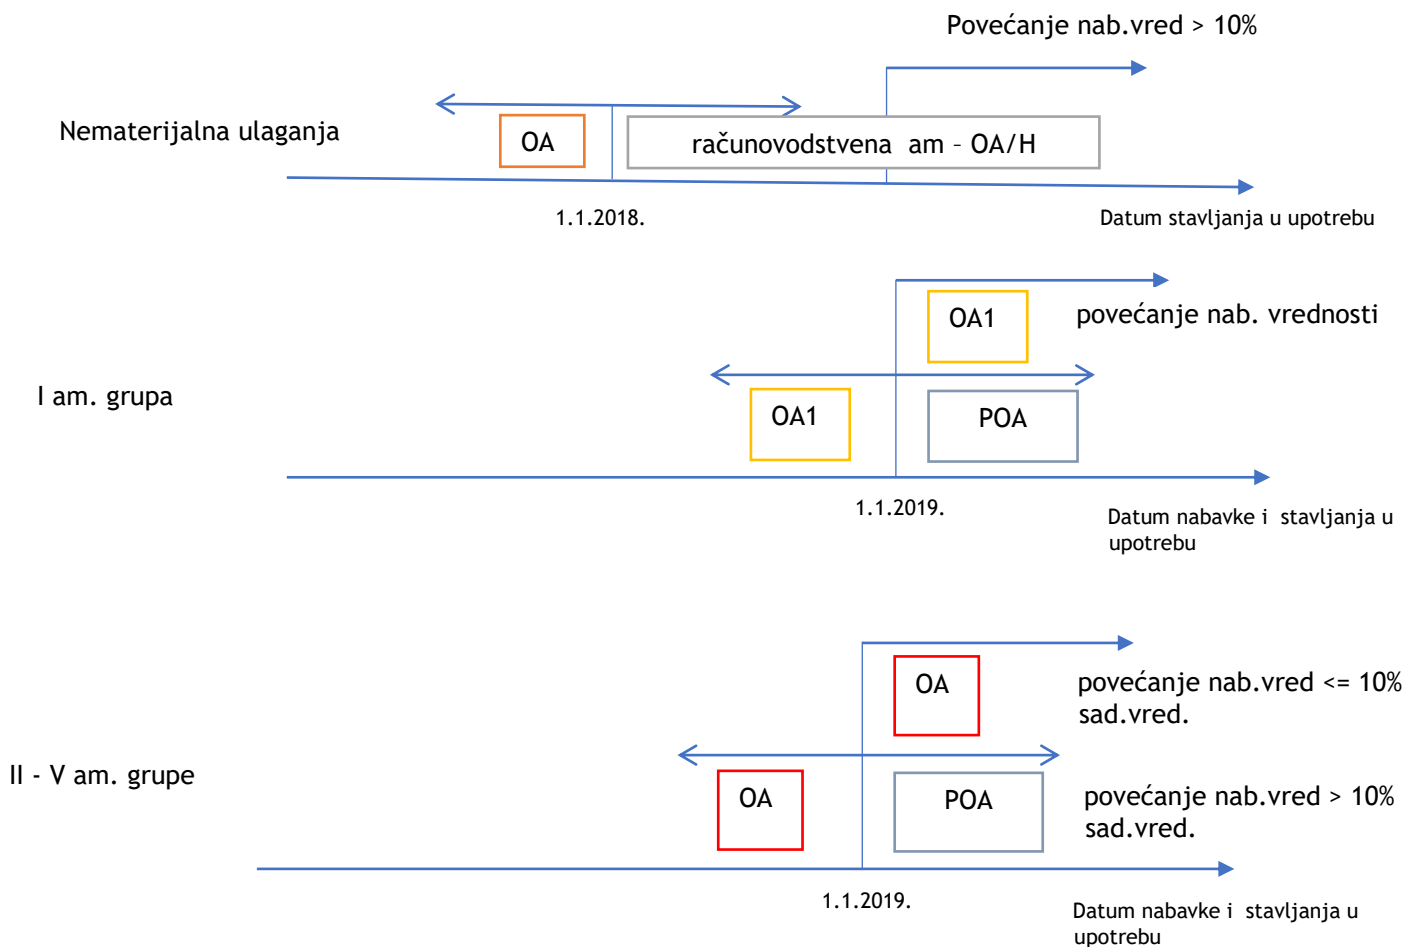 Povećanje nab.vred > 10%
Nematerijalna ulaganja
OA
računovodstvena am – OA/H
1.1.2018.
Datum stavljanja u upotrebu
OA1
povećanje nab. vrednosti
I am. grupa
OA1
POA
1.1.2019.
Datum nabavke i stavljanja u
upotrebu
OA
povećanje nab.vred <= 10%
sad.vred.
II - V am. grupe
OA
POA
povećanje nab.vred > 10%
sad.vred.
1.1.2019.
Datum nabavke i stavljanja u
upotrebu